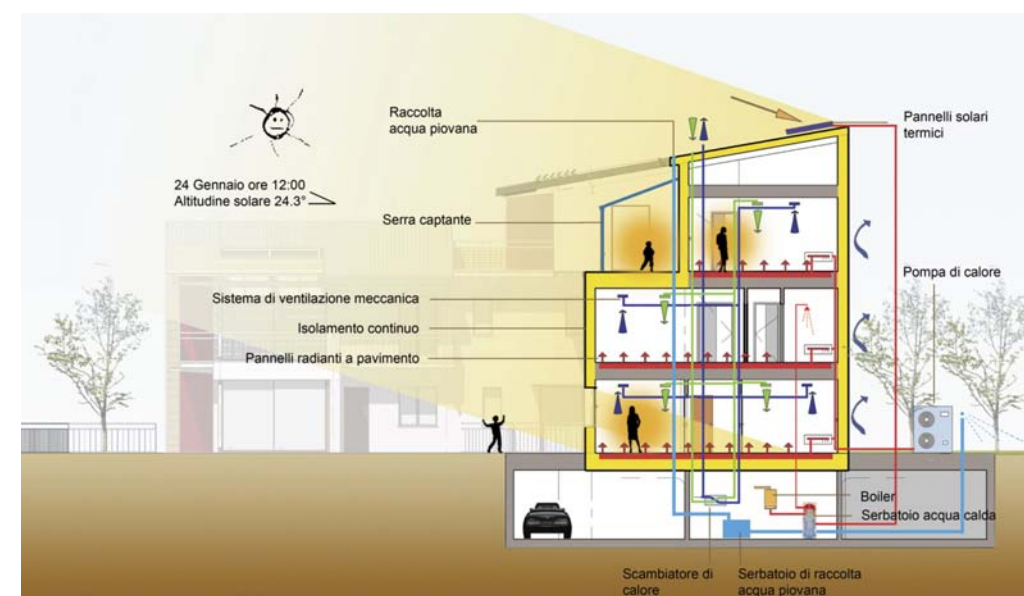 Raccolta
acqua piovana
Pannelli solari
termici
24 Gennaio ore 12:00
Altitudine solare 24.3°
Serra captante
Pompa di calore
Sistema di ventilazione meccanica
Isolamento continuo
Pannelli radianti a pavimento
Boiler
Serbatoio acqua calda
Scambiatore di
calore
Serbatoio di raccolta
acqua piovana